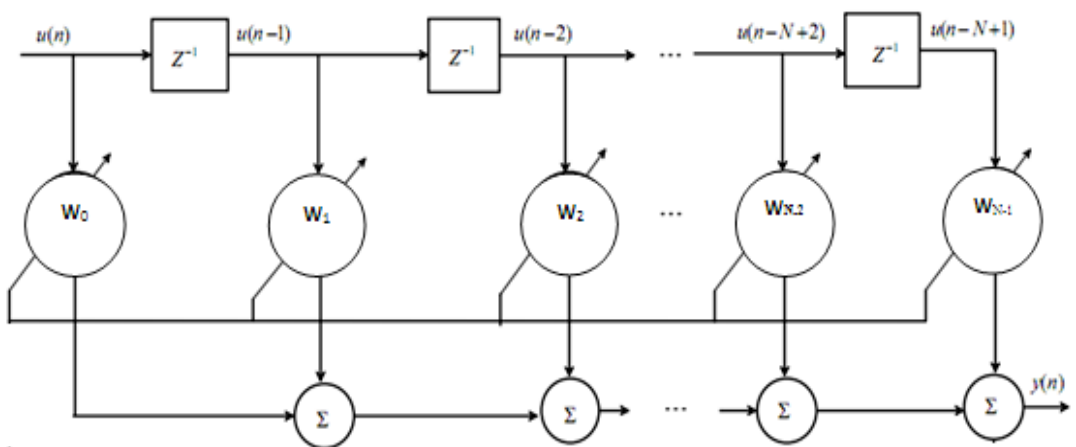 u(n) Z⁻¹ u(n−1) Z⁻¹ u(n−2) ... u(n−N+2) Z⁻¹ u(n−N+1)
W₀ W₁ W₂ ... W_N-2 W_N-1
Σ Σ ... Σ Σ y(n)